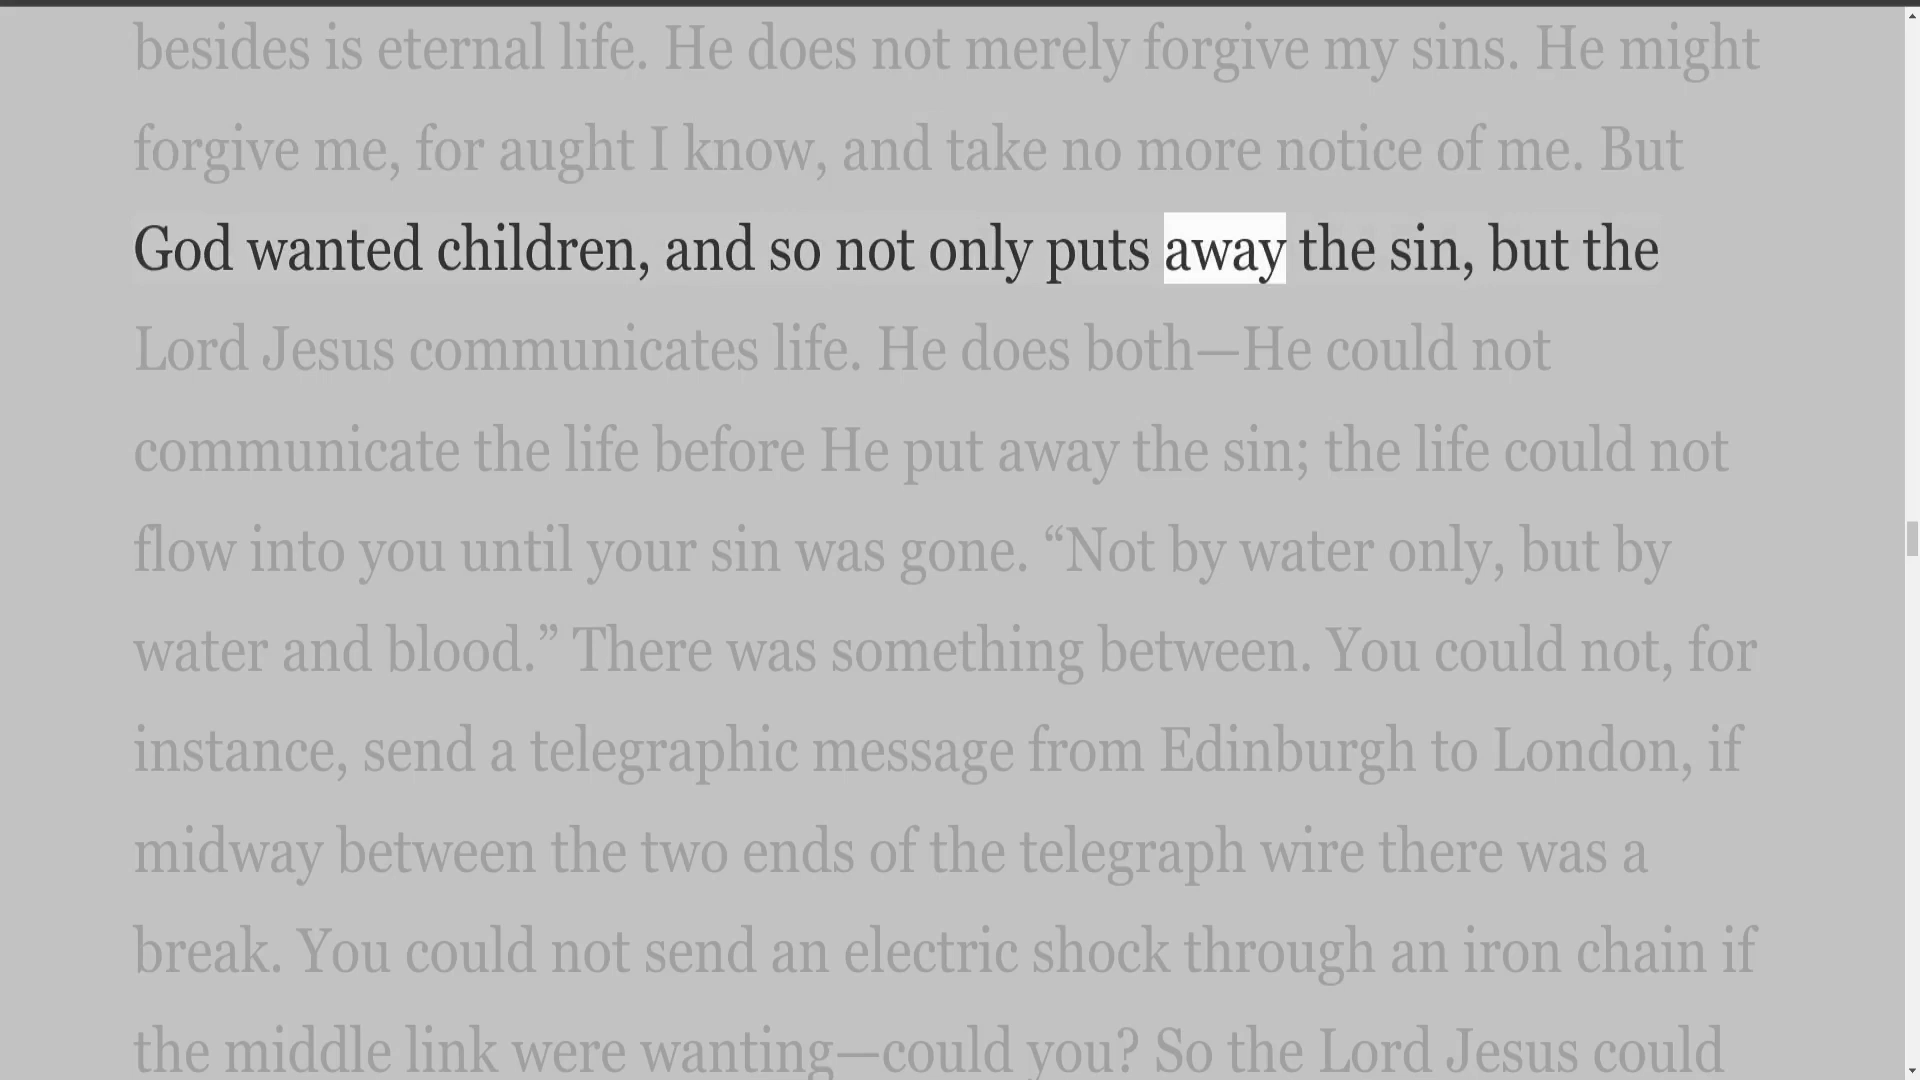 besides is eternal life. He does not merely forgive my sins. He might
forgive me, for aught I know, and take no more notice of me. But
God wanted children, and so not only puts away the sin, but the
Lord Jesus communicates life. He does both—He could not
communicate the life before He put away the sin; the life could not
flow into you until your sin was gone. “Not by water only, but by
water and blood.” There was something between. You could not, for
instance, send a telegraphic message from Edinburgh to London, if
midway between the two ends of the telegraph wire there was a
break. You could not send an electric shock through an iron chain if
the middle link were wanting—could you? So the Lord Jesus could